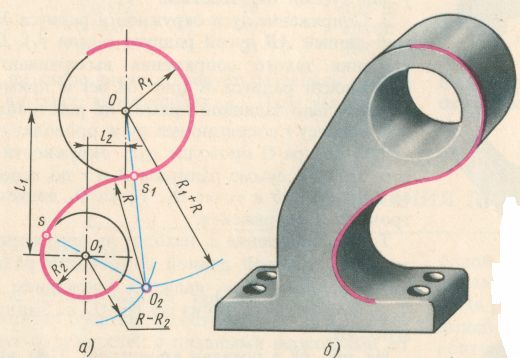 R₁
O
l₂
l₁
R
S₁
R₁+R
S
O₁
R₂
O₂
R−R₂
а)
б)